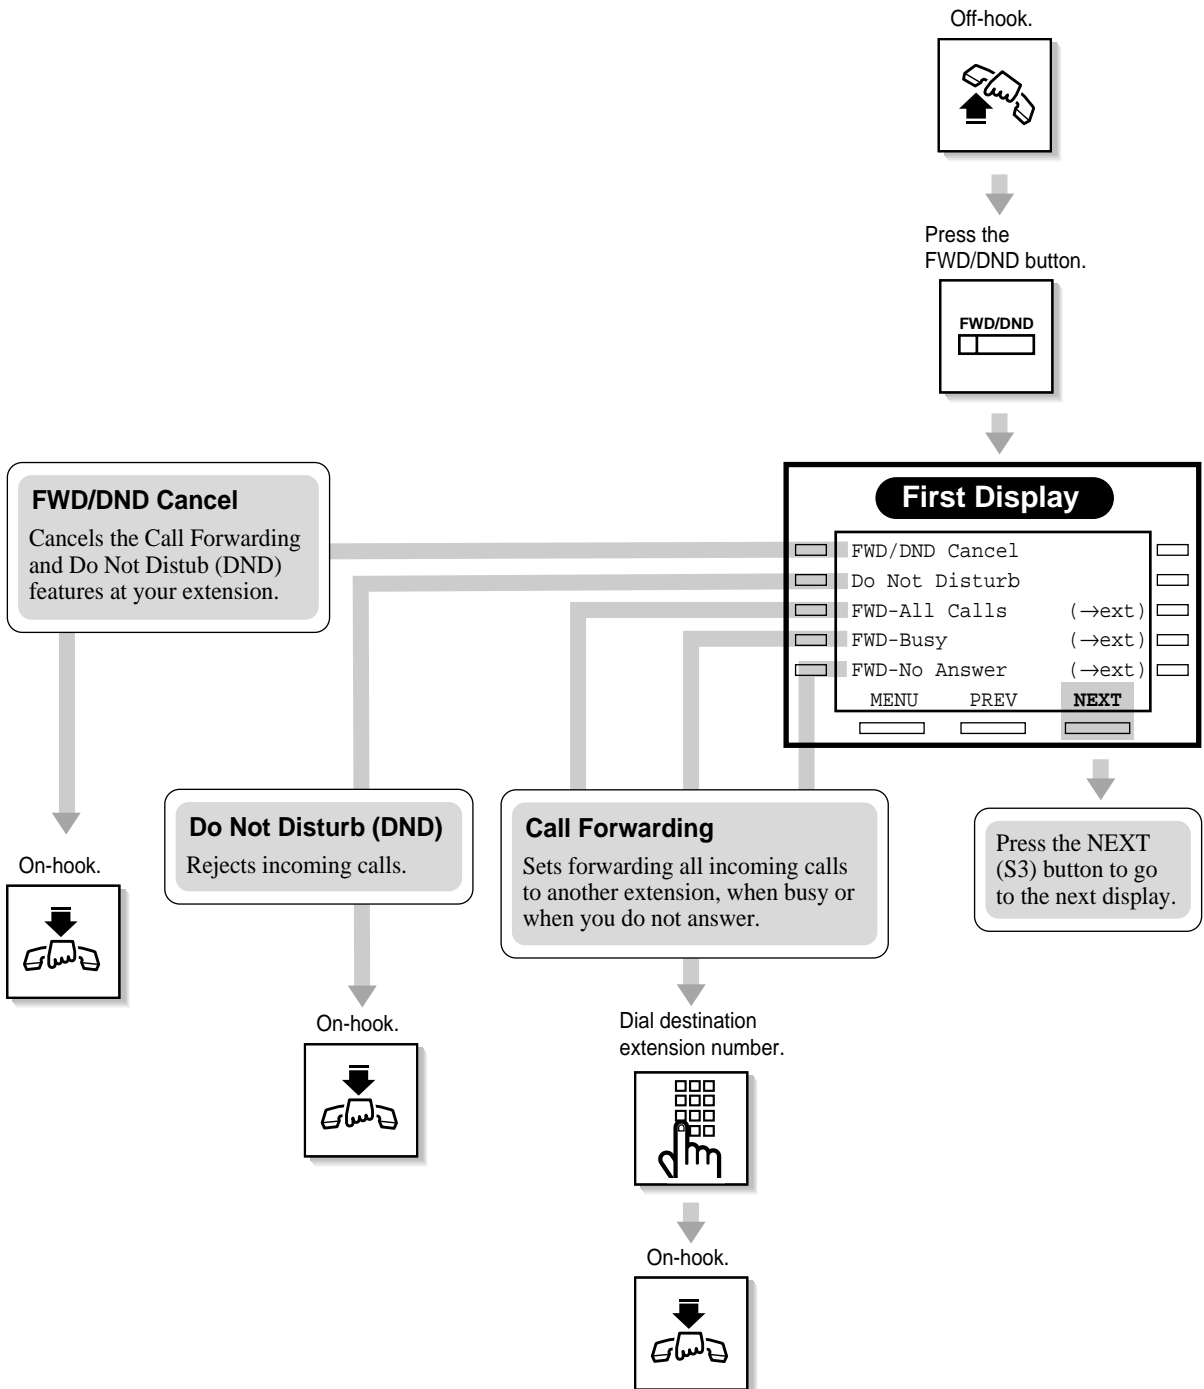 Off-hook.
Press the
FWD/DND button.
FWD/DND
First Display
FWD/DND Cancel
Do Not Disturb
FWD-All Calls (→ext)
FWD-Busy (→ext)
FWD-No Answer (→ext)
MENU PREV NEXT
FWD/DND Cancel
Cancels the Call Forwarding
and Do Not Distub (DND)
features at your extension.
On-hook.
Do Not Disturb (DND)
Rejects incoming calls.
On-hook.
Call Forwarding
Sets forwarding all incoming calls
to another extension, when busy or
when you do not answer.
Dial destination
extension number.
On-hook.
Press the NEXT
(S3) button to go
to the next display.